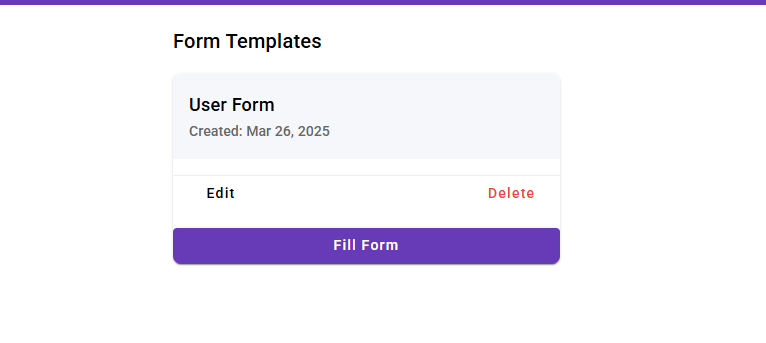 Form Templates
User Form
Created: Mar 26, 2025
Edit Delete
Fill Form